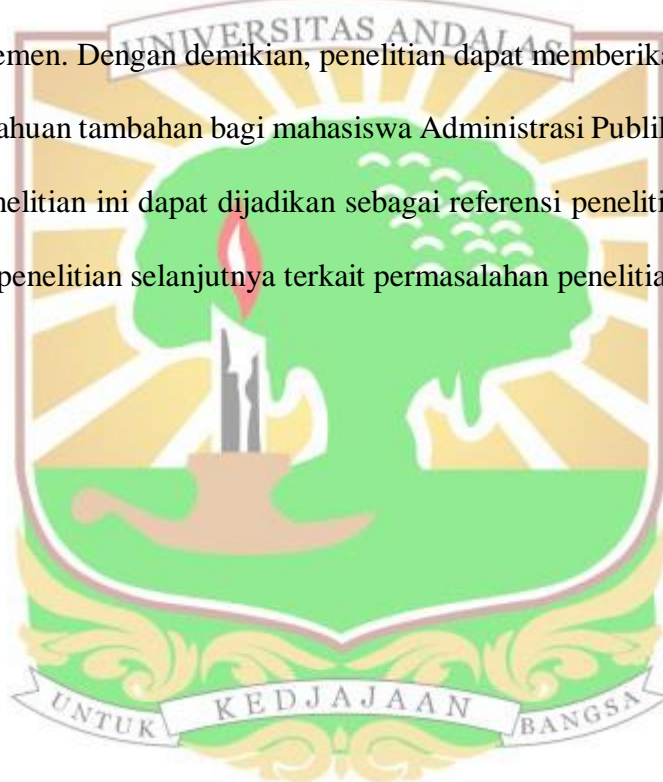 UNIVERSITAS ANDALAS
emen. Dengan demikian, penelitian dapat memberika
ahuan tambahan bagi mahasiswa Administrasi Publik
nelitian ini dapat dijadikan sebagai referensi peneliti
penelitian selanjutnya terkait permasalahan penelitia
UNTUK KEDJAJAAN BANGSA